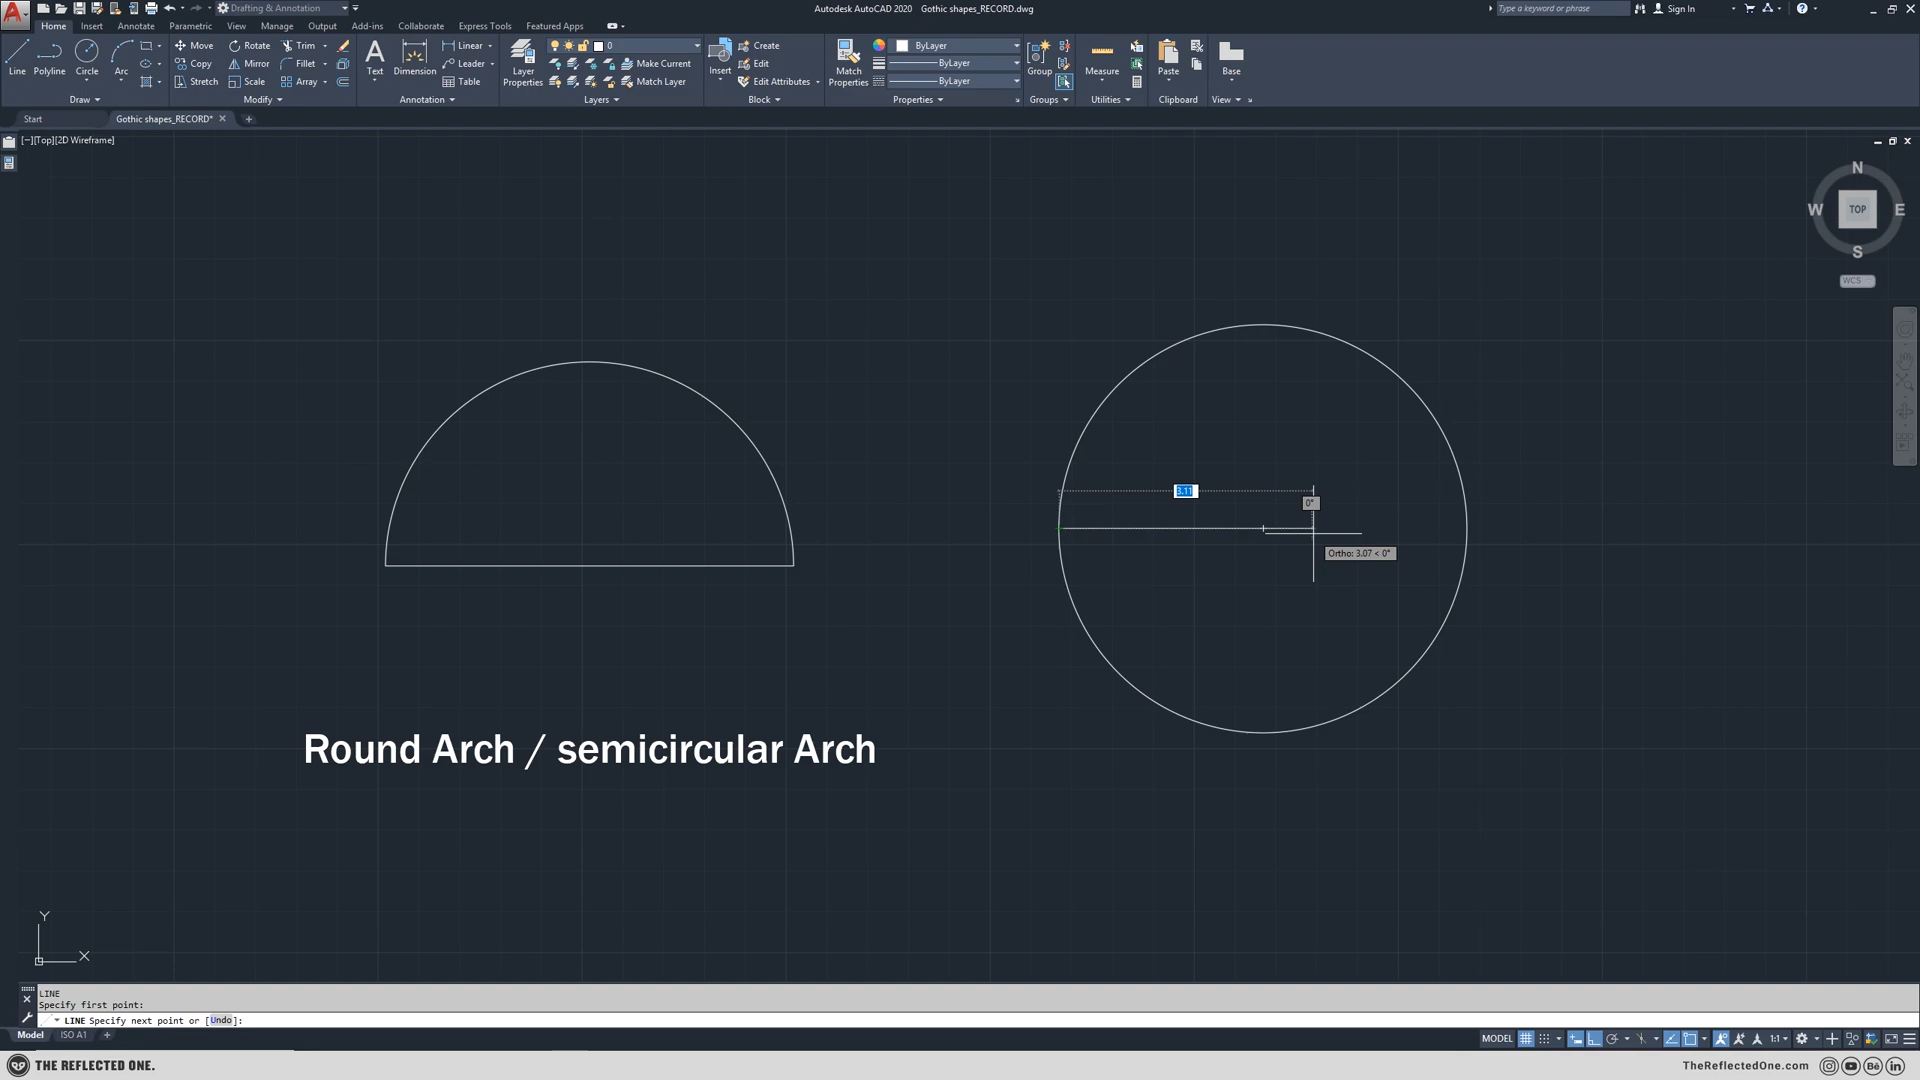 Drafting & Annotation
Autodesk AutoCAD 2020 Gothic shapes_RECORD.dwg
Type a keyword or phrase
Sign In
Home Insert Annotate Parametric View Manage Output Add-ins Collaborate Express Tools Featured Apps
Line Polyline Circle Arc
Move Rotate Trim
Copy Mirror Fillet
Stretch Scale Array
Text Dimension
Linear
Leader
Table
Layer Properties
0
Make Current
Match Layer
Insert
Create
Edit
Edit Attributes
Match Properties
ByLayer
ByLayer
ByLayer
Group
Measure
Paste
Base
Draw Modify Annotation Layers Block Properties Groups Utilities Clipboard View
Start Gothic shapes_RECORD*
[−][Top][2D Wireframe]
N
W TOP E
S
WCS
3.11
0°
Ortho: 3.07 < 0°
Round Arch / semicircular Arch
Y
X
LINE
Specify first point:
LINE Specify next point or [Undo]:
Model ISO A1
MODEL
1:1
THE REFLECTED ONE.
TheReflectedOne.com